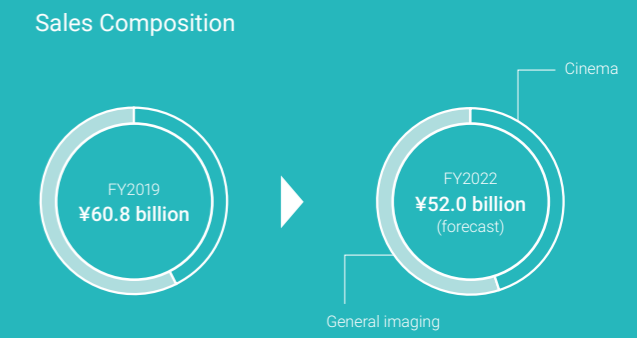 Sales Composition
Cinema
FY2019
¥60.8 billion
FY2022
¥52.0 billion
(forecast)
General imaging